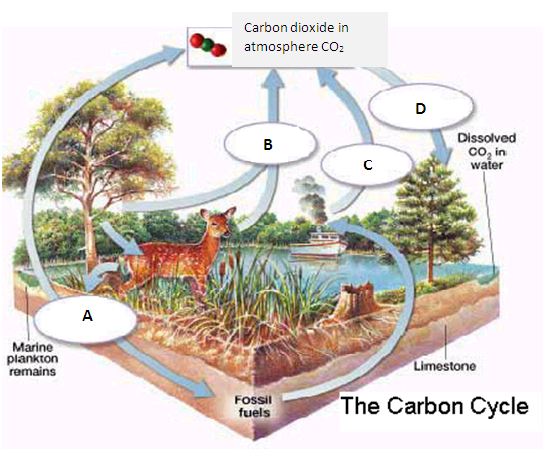 Carbon dioxide in
atmosphere CO₂
D
B
C
Dissolved
CO₂ in
water
A
Marine
plankton
remains
Limestone
Fossil
fuels
The Carbon Cycle